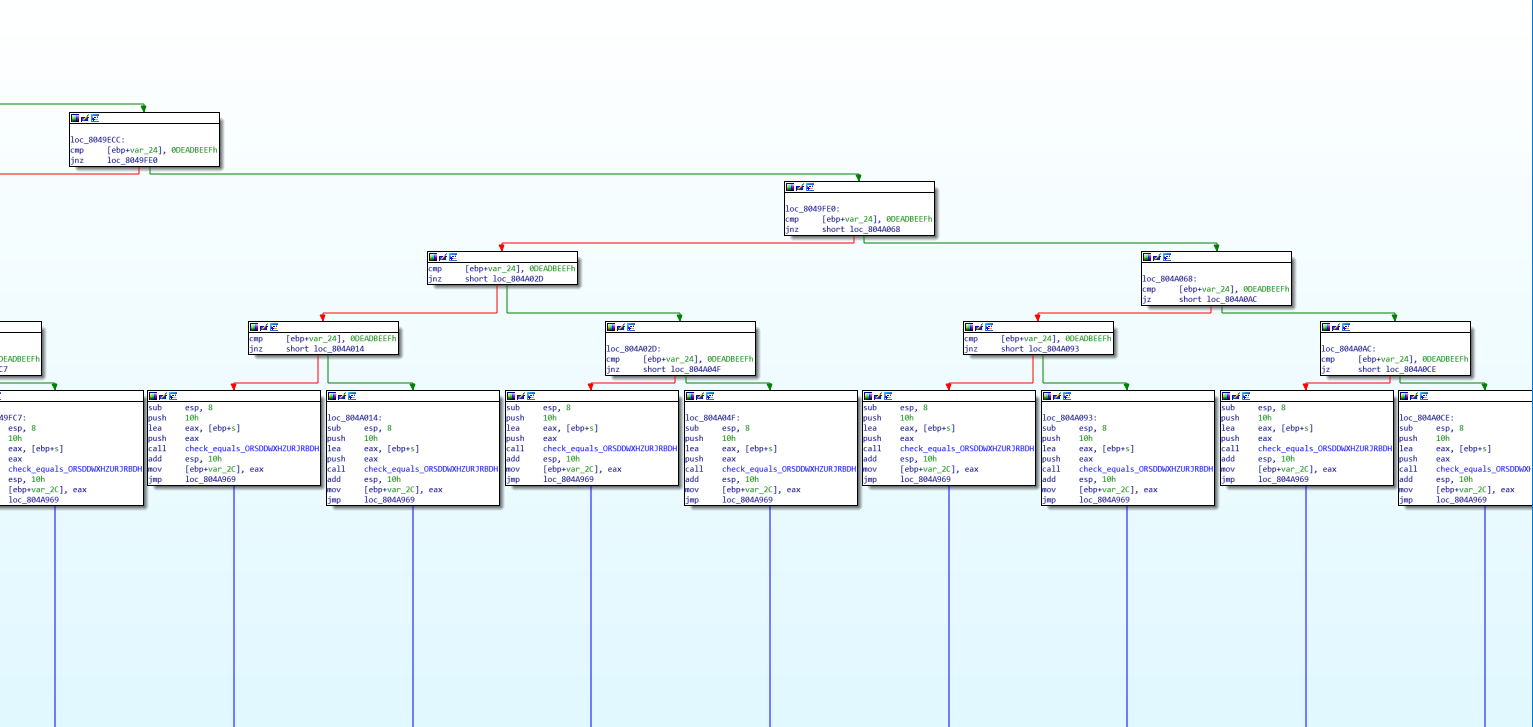 loc_8049ECC:
cmp [ebp+var_24], 0DEADBEEFh
jnz loc_8049FE0
loc_8049FE0:
cmp [ebp+var_24], 0DEADBEEFh
jnz short loc_804A068
cmp [ebp+var_24], 0DEADBEEFh
jnz short loc_804A02D
loc_804A068:
cmp [ebp+var_24], 0DEADBEEFh
jz short loc_804A0AC
DEADBEEFh
C7
cmp [ebp+var_24], 0DEADBEEFh
jnz short loc_804A014
loc_804A02D:
cmp [ebp+var_24], 0DEADBEEFh
jnz short loc_804A04F
cmp [ebp+var_24], 0DEADBEEFh
jnz short loc_804A093
loc_804A0AC:
cmp [ebp+var_24], 0DEADBEEFh
jz short loc_804A0CE
49FC7:
esp, 8
10h
eax, [ebp+s]
eax
check_equals_ORSDDWXHZURJRBDH
esp, 10h
[ebp+var_2C], eax
loc_804A969
sub esp, 8
push 10h
lea eax, [ebp+s]
push eax
call check_equals_ORSDDWXHZURJRBDH
add esp, 10h
mov [ebp+var_2C], eax
jmp loc_804A969
loc_804A014:
sub esp, 8
push 10h
lea eax, [ebp+s]
push eax
call check_equals_ORSDDWXHZURJRBDH
add esp, 10h
mov [ebp+var_2C], eax
jmp loc_804A969
sub esp, 8
push 10h
lea eax, [ebp+s]
push eax
call check_equals_ORSDDWXHZURJRBDH
add esp, 10h
mov [ebp+var_2C], eax
jmp loc_804A969
loc_804A04F:
sub esp, 8
push 10h
lea eax, [ebp+s]
push eax
call check_equals_ORSDDWXHZURJRBDH
add esp, 10h
mov [ebp+var_2C], eax
jmp loc_804A969
sub esp, 8
push 10h
lea eax, [ebp+s]
push eax
call check_equals_ORSDDWXHZURJRBDH
add esp, 10h
mov [ebp+var_2C], eax
jmp loc_804A969
loc_804A093:
sub esp, 8
push 10h
lea eax, [ebp+s]
push eax
call check_equals_ORSDDWXHZURJRBDH
add esp, 10h
mov [ebp+var_2C], eax
jmp loc_804A969
sub esp, 8
push 10h
lea eax, [ebp+s]
push eax
call check_equals_ORSDDWXHZURJRBDH
add esp, 10h
mov [ebp+var_2C], eax
jmp loc_804A969
loc_804A0CE:
sub esp, 8
push 10h
lea eax, [ebp+s]
push eax
call check_equals_ORSDDWX
add esp, 10h
mov [ebp+var_2C], eax
jmp loc_804A969